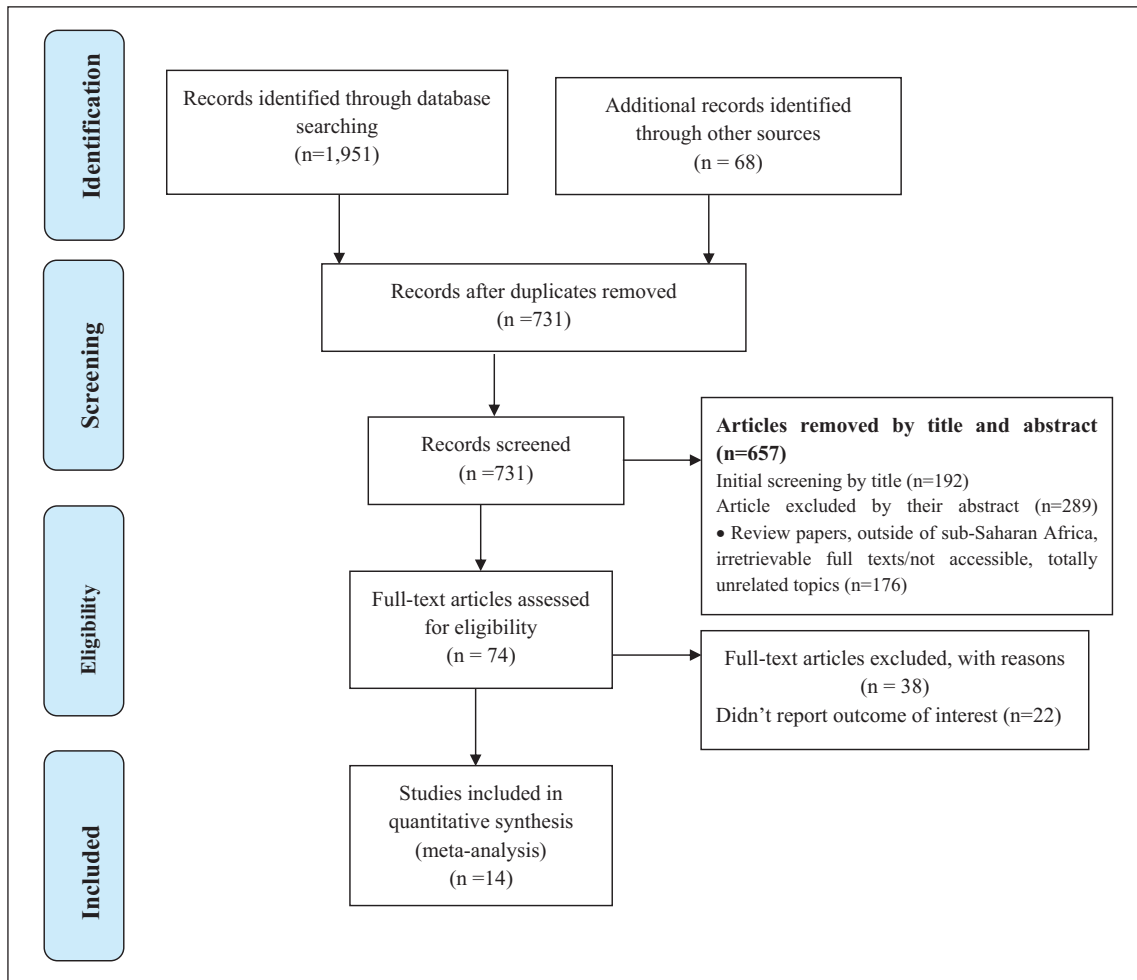 Identification
Records identified through database
searching
(n=1,951)
Additional records identified
through other sources
(n = 68)
Screening
Records after duplicates removed
(n =731)
Records screened
(n =731)
Articles removed by title and abstract
(n=657)
Initial screening by title (n=192)
Article excluded by their abstract (n=289)
• Review papers, outside of sub-Saharan Africa,
irretrievable full texts/not accessible, totally
unrelated topics (n=176)
Eligibility
Full-text articles assessed
for eligibility
(n = 74)
Full-text articles excluded, with reasons
(n = 38)
Didn’t report outcome of interest (n=22)
Included
Studies included in
quantitative synthesis
(meta-analysis)
(n =14)